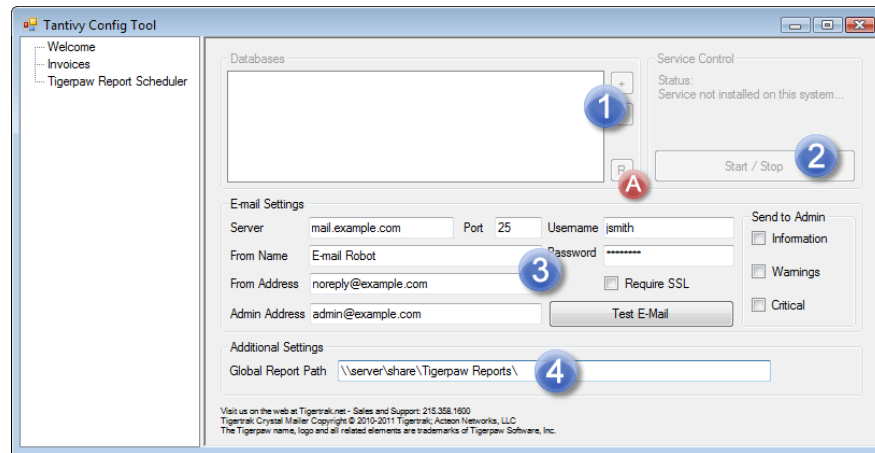 Tantivy Config Tool
Welcome
Invoices
Tigerpaw Report Scheduler
Databases
+
1
R
A
Service Control
Status:
Service not installed on this system...
Start / Stop
2
E-mail Settings
Server mail.example.com Port 25 Username jsmith
From Name E-mail Robot Password ********
From Address noreply@example.com 3 Require SSL
Admin Address admin@example.com Test E-Mail
Send to Admin
Information
Warnings
Critical
Additional Settings
Global Report Path \\server\share\Tigerpaw Reports\ 4
Visit us on the web at Tigertrak.net - Sales and Support: 215.358.1600
Tigertrak Crystal Mailer Copyright © 2010-2011 Tigertrak; Acteon Networks, LLC
The Tigerpaw name, logo and all related elements are trademarks of Tigerpaw Software, Inc.